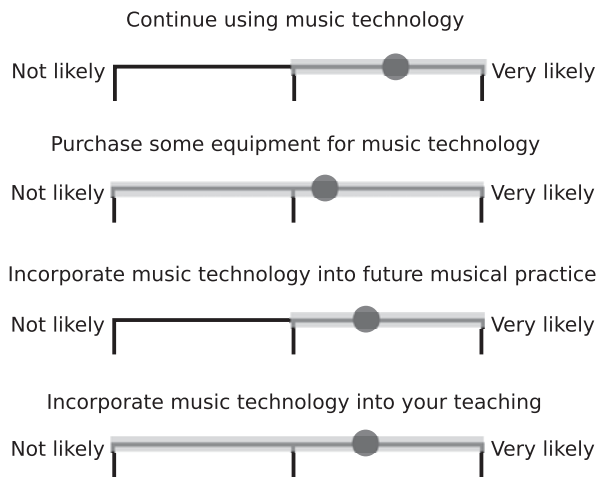 Continue using music technology
Not likely Very likely
Purchase some equipment for music technology
Not likely Very likely
Incorporate music technology into future musical practice
Not likely Very likely
Incorporate music technology into your teaching
Not likely Very likely